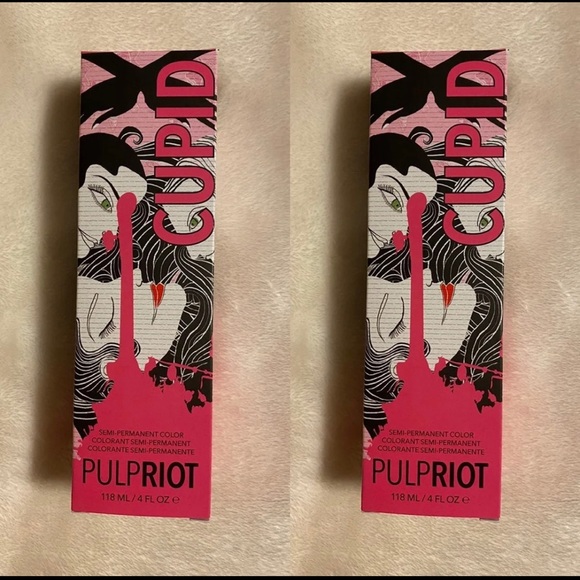 CUPID
SEMI-PERMANENT COLOR
COLORANT SEMI-PERMANENT
COLORANTE SEMI-PERMANENTE
PULPRIOT
118 ML / 4 FL OZ ℮
CUPID
SEMI-PERMANENT COLOR
COLORANT SEMI-PERMANENT
COLORANTE SEMI-PERMANENTE
PULPRIOT
118 ML / 4 FL OZ ℮